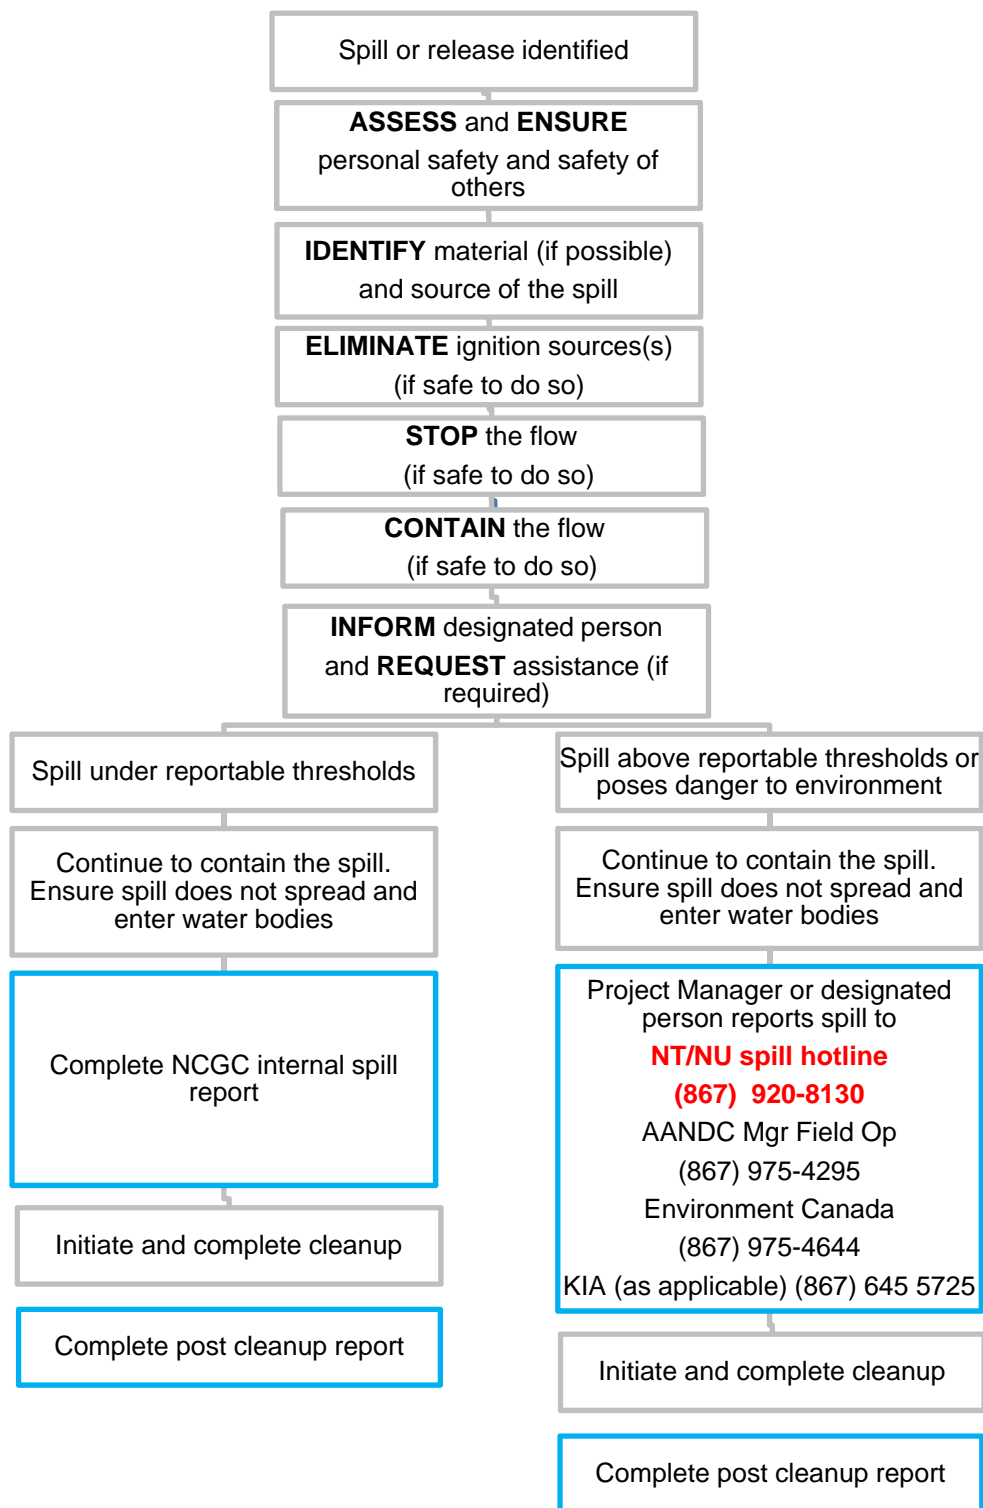 Spill or release identified
ASSESS and ENSURE
personal safety and safety of
others
IDENTIFY material (if possible)
and source of the spill
ELIMINATE ignition sources(s)
(if safe to do so)
STOP the flow
(if safe to do so)
CONTAIN the flow
(if safe to do so)
INFORM designated person
and REQUEST assistance (if
required)
Spill under reportable thresholds
Continue to contain the spill.
Ensure spill does not spread and
enter water bodies
Complete NCGC internal spill
report
Initiate and complete cleanup
Complete post cleanup report
Spill above reportable thresholds or
poses danger to environment
Continue to contain the spill.
Ensure spill does not spread and
enter water bodies
Project Manager or designated
person reports spill to
NT/NU spill hotline
(867) 920-8130
AANDC Mgr Field Op
(867) 975-4295
Environment Canada
(867) 975-4644
KIA (as applicable) (867) 645 5725
Initiate and complete cleanup
Complete post cleanup report